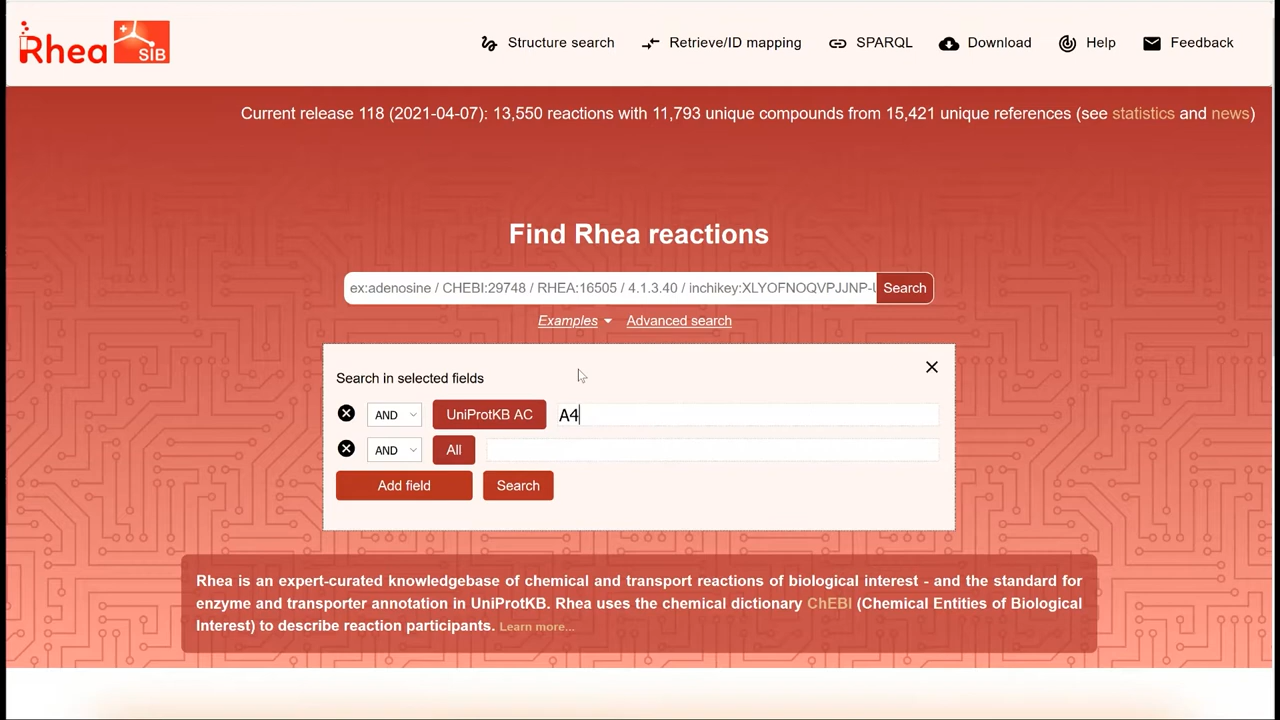 Rhea SIB
Structure search Retrieve/ID mapping SPARQL Download Help Feedback
Current release 118 (2021-04-07): 13,550 reactions with 11,793 unique compounds from 15,421 unique references (see statistics and news)
Find Rhea reactions
ex:adenosine / CHEBI:29748 / RHEA:16505 / 4.1.3.40 / inchikey:XLYOFNOQVPJJNP-U Search
Examples Advanced search
Search in selected fields
AND UniProtKB AC A4
AND All
Add field Search
Rhea is an expert-curated knowledgebase of chemical and transport reactions of biological interest - and the standard for
enzyme and transporter annotation in UniProtKB. Rhea uses the chemical dictionary ChEBI (Chemical Entities of Biological
Interest) to describe reaction participants. Learn more...